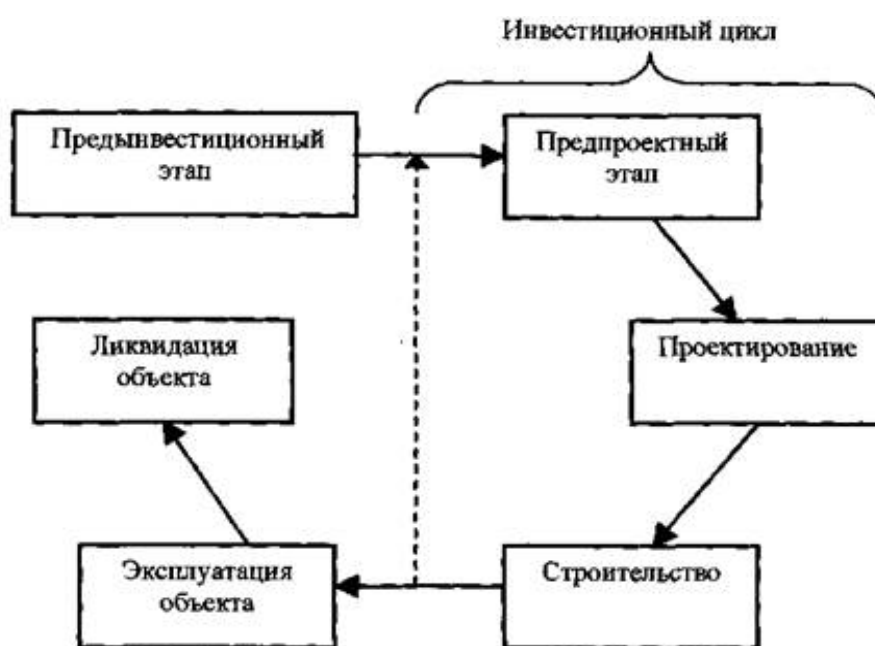 Инвестиционный цикл
Предынвестиционный
этап
Предпроектный
этап
Ликвидация
объекта
Проектирование
Эксплуатация
объекта
Строительство